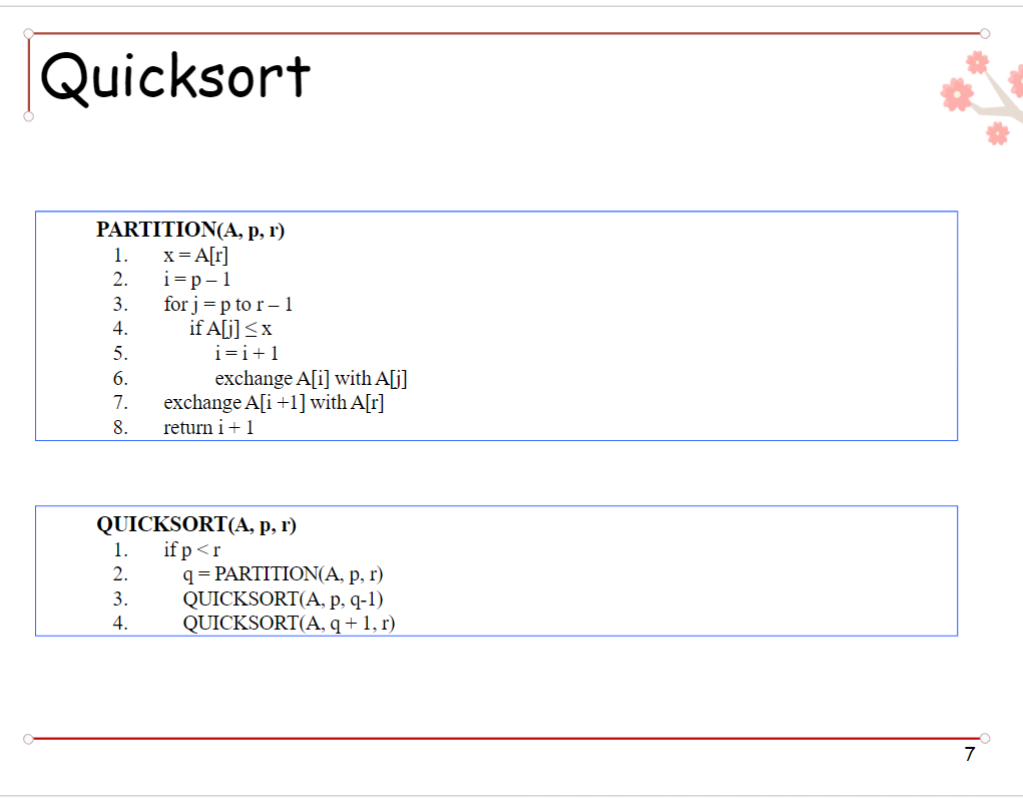 Quicksort
PARTITION(A, p, r)
1. x = A[r]
2. i = p – 1
3. for j = p to r – 1
4. if A[j] ≤ x
5. i = i + 1
6. exchange A[i] with A[j]
7. exchange A[i +1] with A[r]
8. return i + 1
QUICKSORT(A, p, r)
1. if p < r
2. q = PARTITION(A, p, r)
3. QUICKSORT(A, p, q-1)
4. QUICKSORT(A, q + 1, r)
7